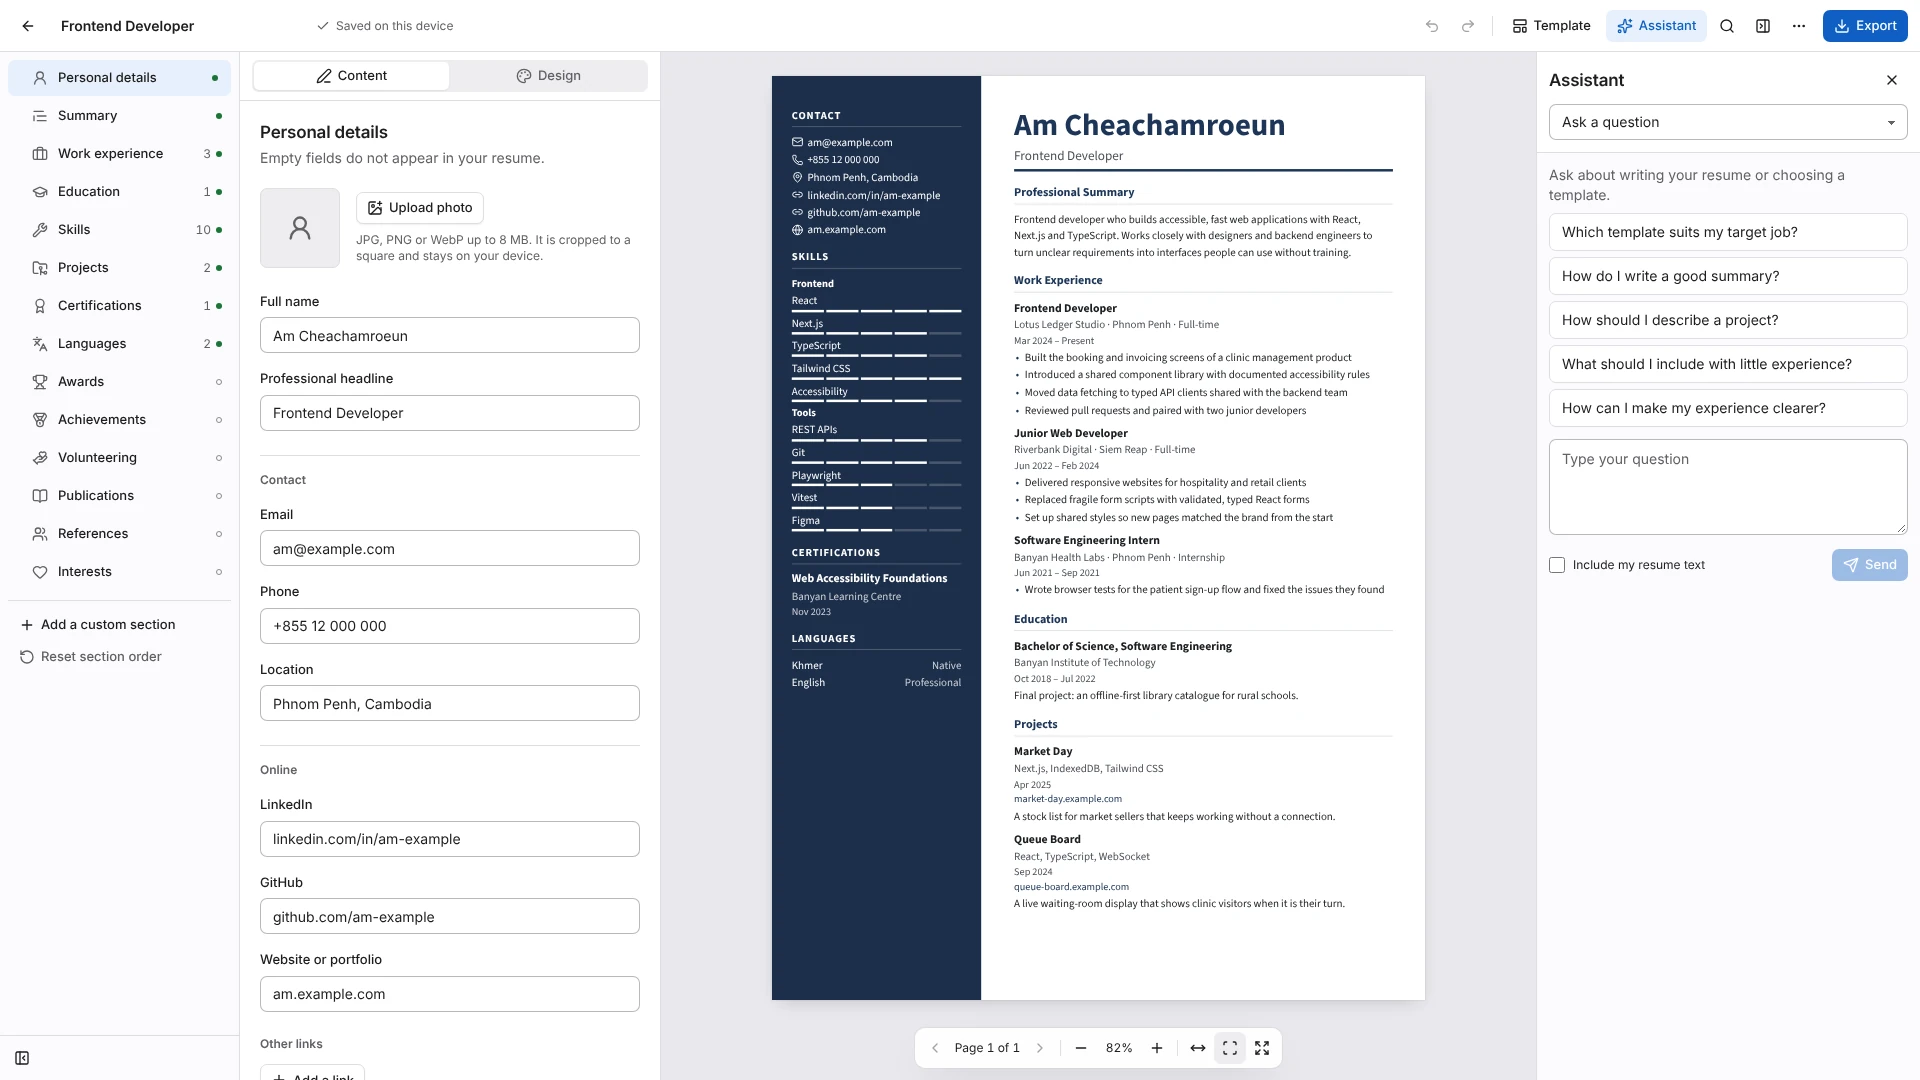 Frontend Developer
Saved on this device
Template
Assistant
Export
Personal details
Summary
Work experience 3
Education 1
Skills 10
Projects 2
Certifications 1
Languages 2
Awards
Achievements
Volunteering
Publications
References
Interests
Add a custom section
Reset section order
Content
Design
Personal details
Empty fields do not appear in your resume.
Upload photo
JPG, PNG or WebP up to 8 MB. It is cropped to a
square and stays on your device.
Full name
Am Cheachamroeun
Professional headline
Frontend Developer
Contact
Email
am@example.com
Phone
+855 12 000 000
Location
Phnom Penh, Cambodia
Online
LinkedIn
linkedin.com/in/am-example
GitHub
github.com/am-example
Website or portfolio
am.example.com
Other links
Add a link
CONTACT
am@example.com
+855 12 000 000
Phnom Penh, Cambodia
linkedin.com/in/am-example
github.com/am-example
am.example.com
SKILLS
Frontend
React
Next.js
TypeScript
Tailwind CSS
Accessibility
Tools
REST APIs
Git
Playwright
Vitest
Figma
CERTIFICATIONS
Web Accessibility Foundations
Banyan Learning Centre
Nov 2023
LANGUAGES
Khmer Native
English Professional
Am Cheachamroeun
Frontend Developer
Professional Summary
Frontend developer who builds accessible, fast web applications with React,
Next.js and TypeScript. Works closely with designers and backend engineers to
turn unclear requirements into interfaces people can use without training.
Work Experience
Frontend Developer
Lotus Ledger Studio · Phnom Penh · Full-time
Mar 2024 – Present
• Built the booking and invoicing screens of a clinic management product
• Introduced a shared component library with documented accessibility rules
• Moved data fetching to typed API clients shared with the backend team
• Reviewed pull requests and paired with two junior developers
Junior Web Developer
Riverbank Digital · Siem Reap · Full-time
Jun 2022 – Feb 2024
• Delivered responsive websites for hospitality and retail clients
• Replaced fragile form scripts with validated, typed React forms
• Set up shared styles so new pages matched the brand from the start
Software Engineering Intern
Banyan Health Labs · Phnom Penh · Internship
Jun 2021 – Sep 2021
• Wrote browser tests for the patient sign-up flow and fixed the issues they found
Education
Bachelor of Science, Software Engineering
Banyan Institute of Technology
Oct 2018 – Jul 2022
Final project: an offline-first library catalogue for rural schools.
Projects
Market Day
Next.js, IndexedDB, Tailwind CSS
Apr 2025
market-day.example.com
A stock list for market sellers that keeps working without a connection.
Queue Board
React, TypeScript, WebSocket
Sep 2024
queue-board.example.com
A live waiting-room display that shows clinic visitors when it is their turn.
Page 1 of 1
82%
Assistant
Ask a question
Ask about writing your resume or choosing a
template.
Which template suits my target job?
How do I write a good summary?
How should I describe a project?
What should I include with little experience?
How can I make my experience clearer?
Type your question
Include my resume text
Send